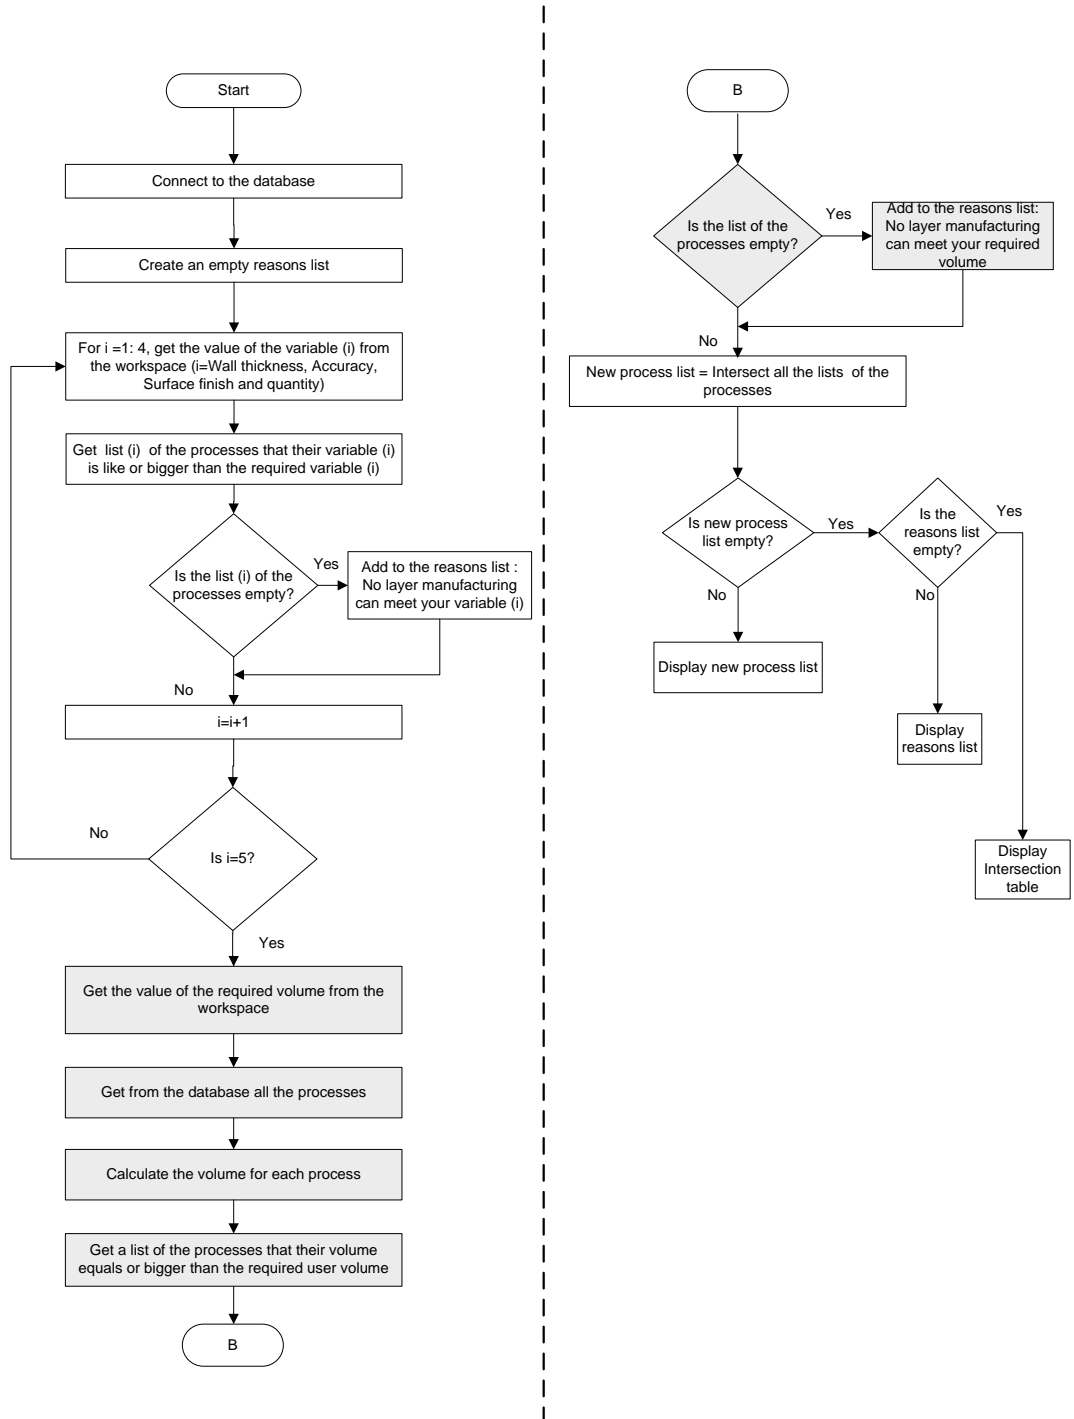 Start
Connect to the database
Create an empty reasons list
For i =1: 4, get the value of the variable (i) from
the workspace (i=Wall thickness, Accuracy,
Surface finish and quantity)
Get list (i) of the processes that their variable (i)
is like or bigger than the required variable (i)
Is the list (i) of the
processes empty?
Yes
Add to the reasons list :
No layer manufacturing
can meet your variable (i)
No
i=i+1
No
Is i=5?
Yes
Get the value of the required volume from the
workspace
Get from the database all the processes
Calculate the volume for each process
Get a list of the processes that their volume
equals or bigger than the required user volume
B
B
Is the list of the
processes empty?
Yes
Add to the reasons list:
No layer manufacturing
can meet your required
volume
No
New process list = Intersect all the lists of the
processes
Is new process
list empty?
Yes
Is the
reasons list
empty?
Yes
No
No
Display new process list
Display
reasons list
Display
Intersection
table